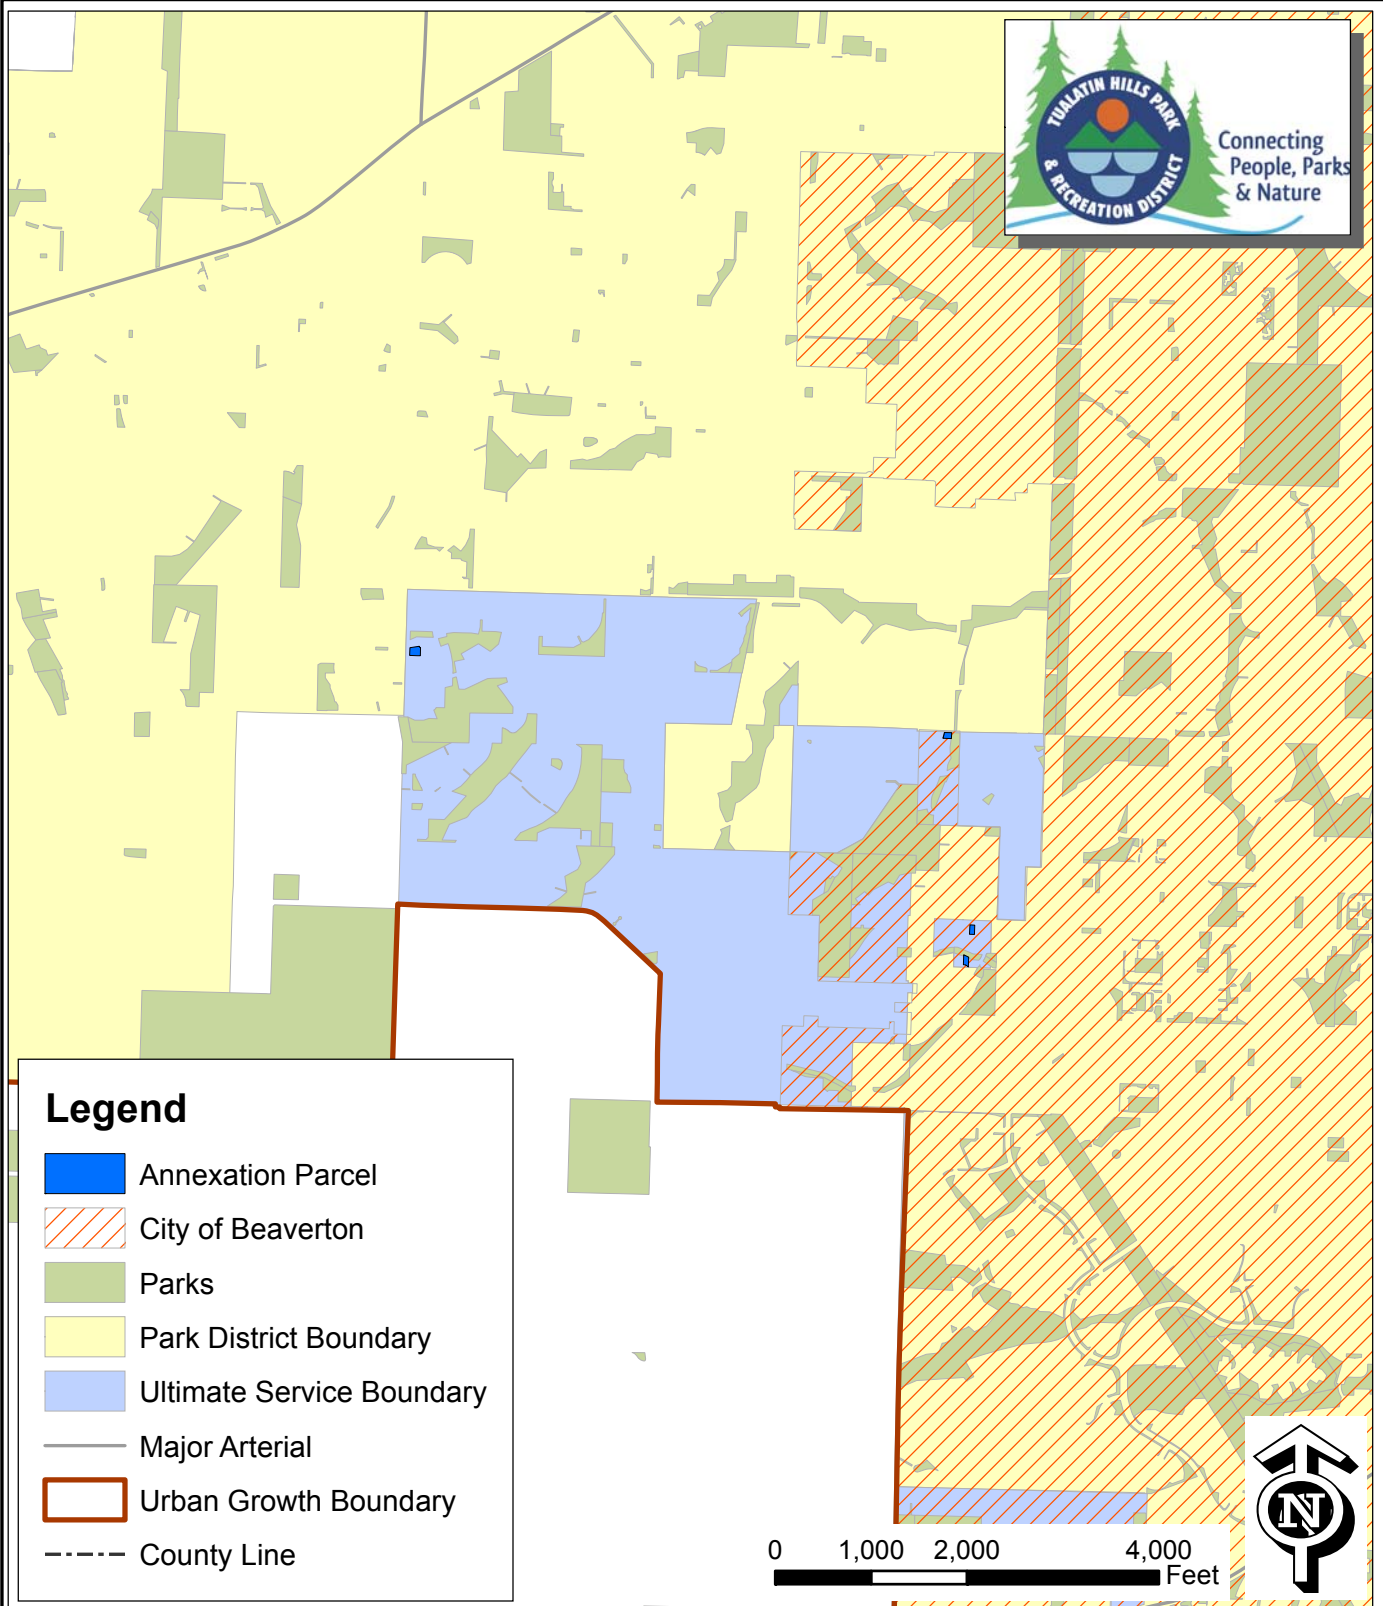 TUALATIN HILLS PARK
& RECREATION DISTRICT
Connecting
People, Parks
& Nature
Legend
Annexation Parcel
City of Beaverton
Parks
Park District Boundary
Ultimate Service Boundary
Major Arterial
Urban Growth Boundary
County Line
0 1,000 2,000 4,000
Feet
N